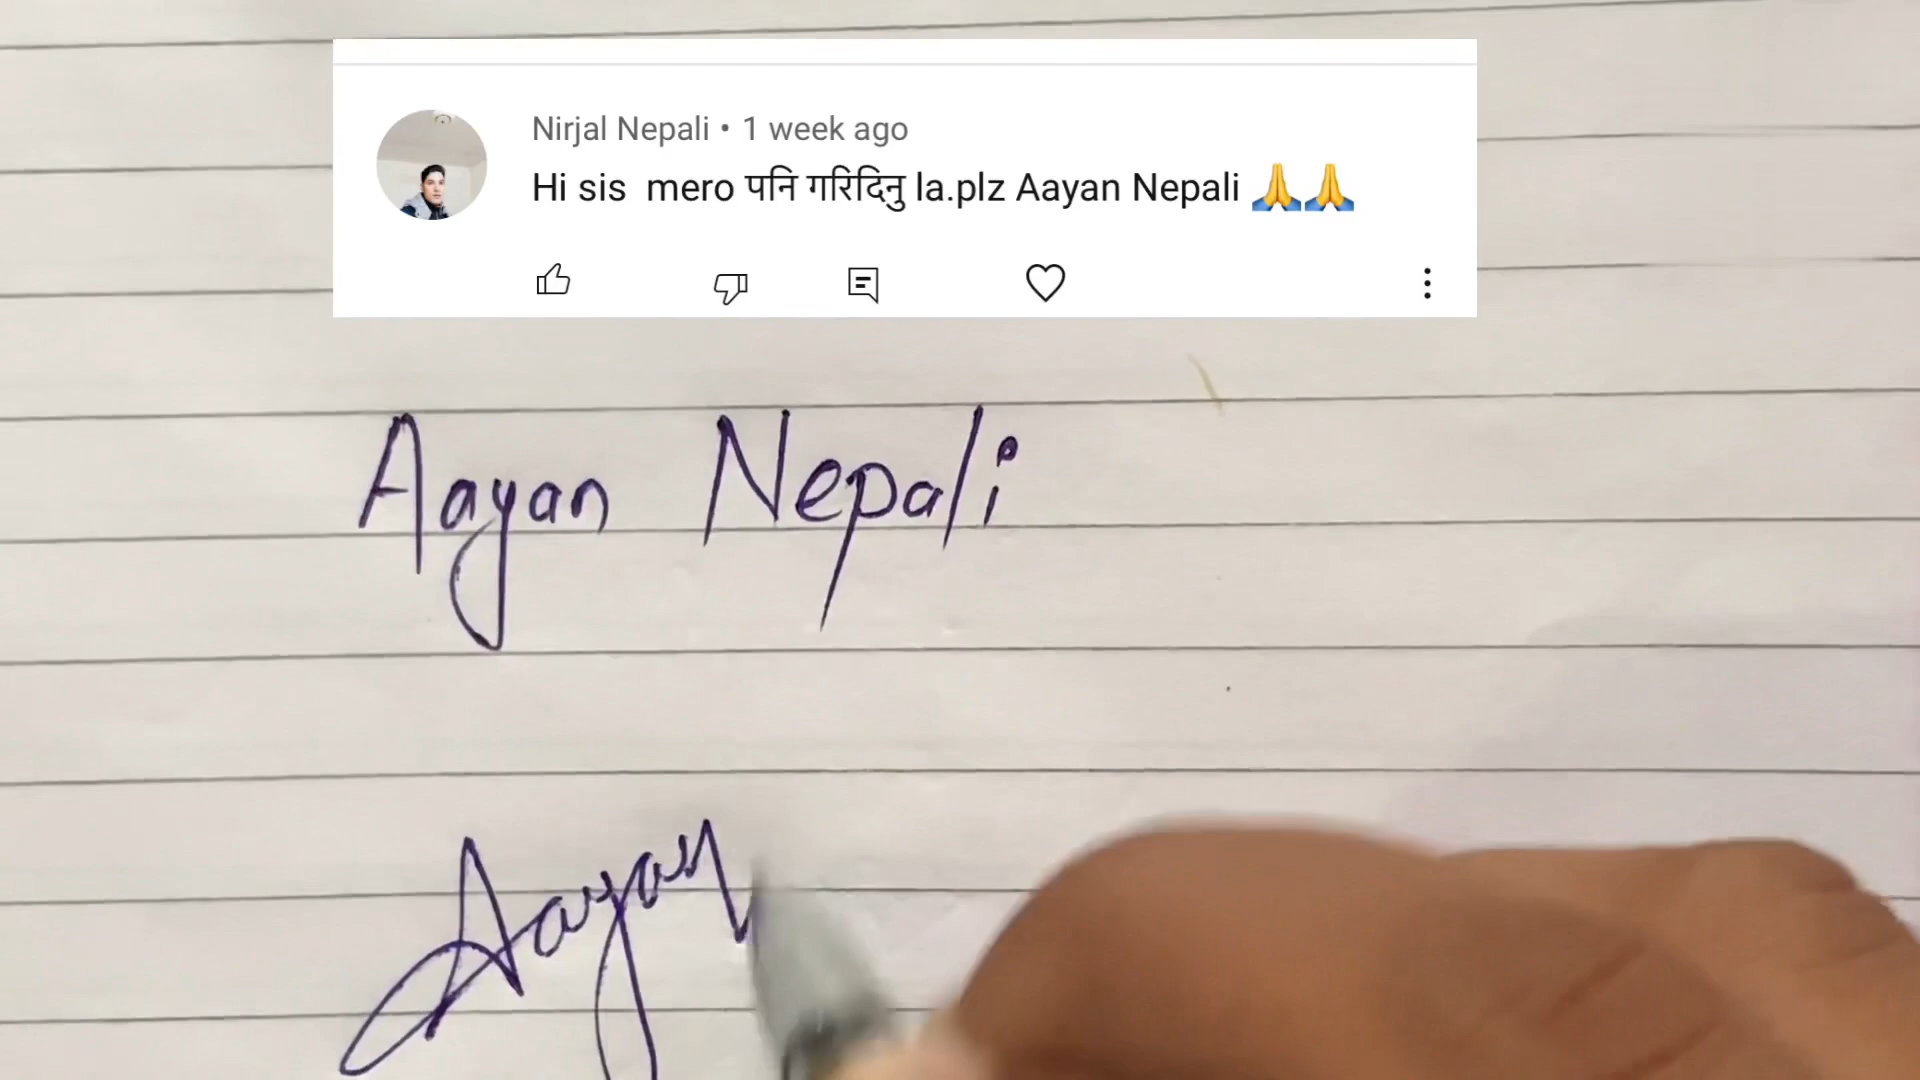 Nirjal Nepali • 1 week ago
Hi sis mero पनि गरिदिनु la.plz Aayan Nepali 🙏🙏
Aayan Nepali
Aayan